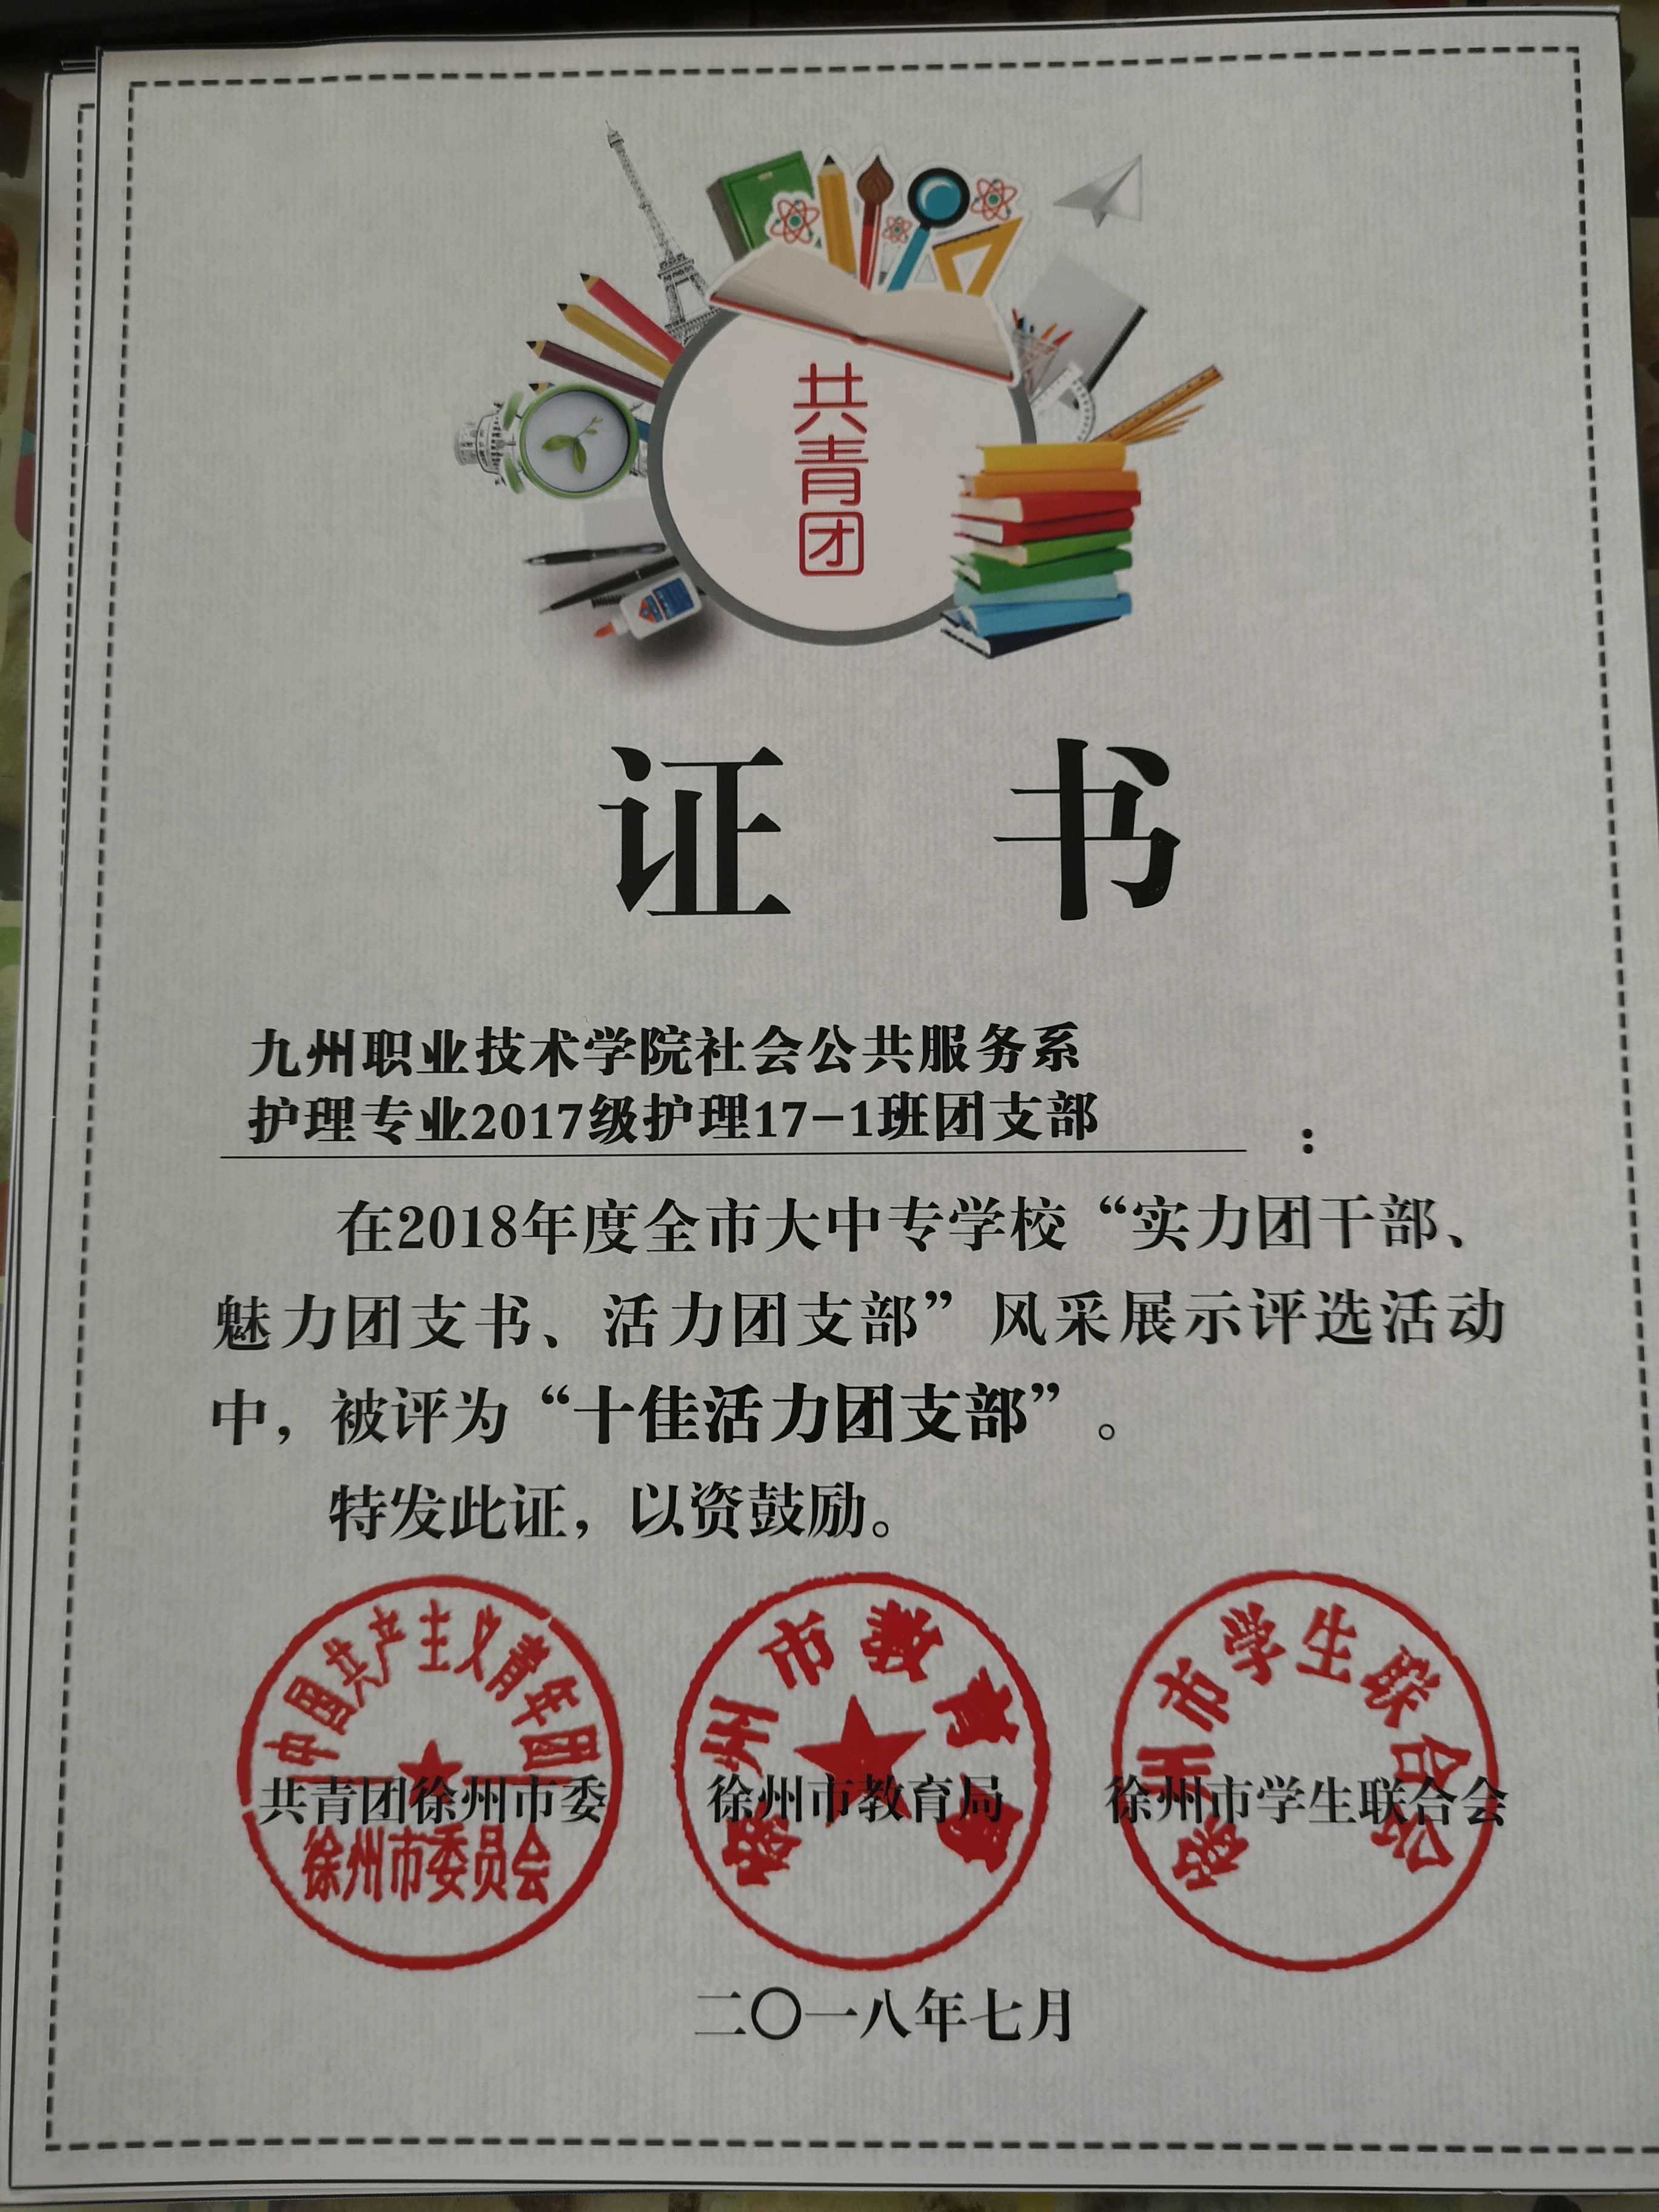 共青团
证 书
九州职业技术学院社会公共服务系
护理专业2017级护理17-1班团支部 :
在2018年度全市大中专学校“实力团干部、
魅力团支书、活力团支部”风采展示评选活动
中，被评为“十佳活力团支部”。
特发此证，以资鼓励。
中国共产主义青年团
徐州市委员会
共青团徐州市委
徐州市教育局
徐州市教育局
徐州市学生联合会
徐州市学生联合会
二〇一八年七月